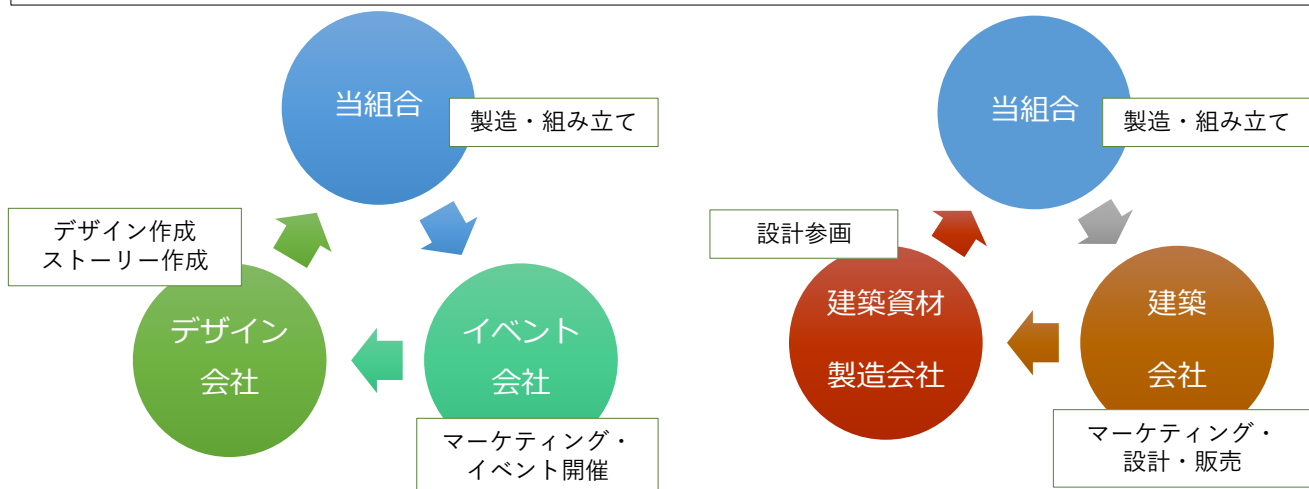 当組合
製造・組み立て
デザイン作成
ストーリー作成
デザイン
会社
イベント
会社
マーケティング・
イベント開催
当組合
製造・組み立て
設計参画
建築資材
製造会社
建築
会社
マーケティング・
設計・販売